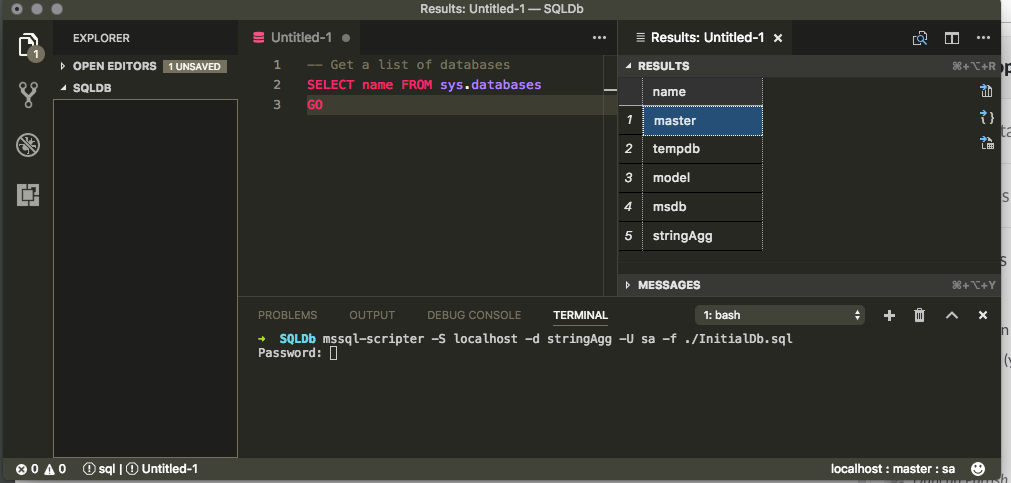 Results: Untitled-1 — SQLDb
1
EXPLORER
OPEN EDITORS 1 UNSAVED
SQLDB
Untitled-1
1 -- Get a list of databases
2 SELECT name FROM sys.databases
3 GO
Results: Untitled-1
RESULTS ⌘+⌥+R
name
1 master
2 tempdb
3 model
4 msdb
5 stringAgg
MESSAGES ⌘+⌥+Y
PROBLEMS OUTPUT DEBUG CONSOLE TERMINAL 1: bash
➜ SQLDb mssql-scripter -S localhost -d stringAgg -U sa -f ./InitialDb.sql
Password:
0 0 sql | Untitled-1 localhost : master : sa